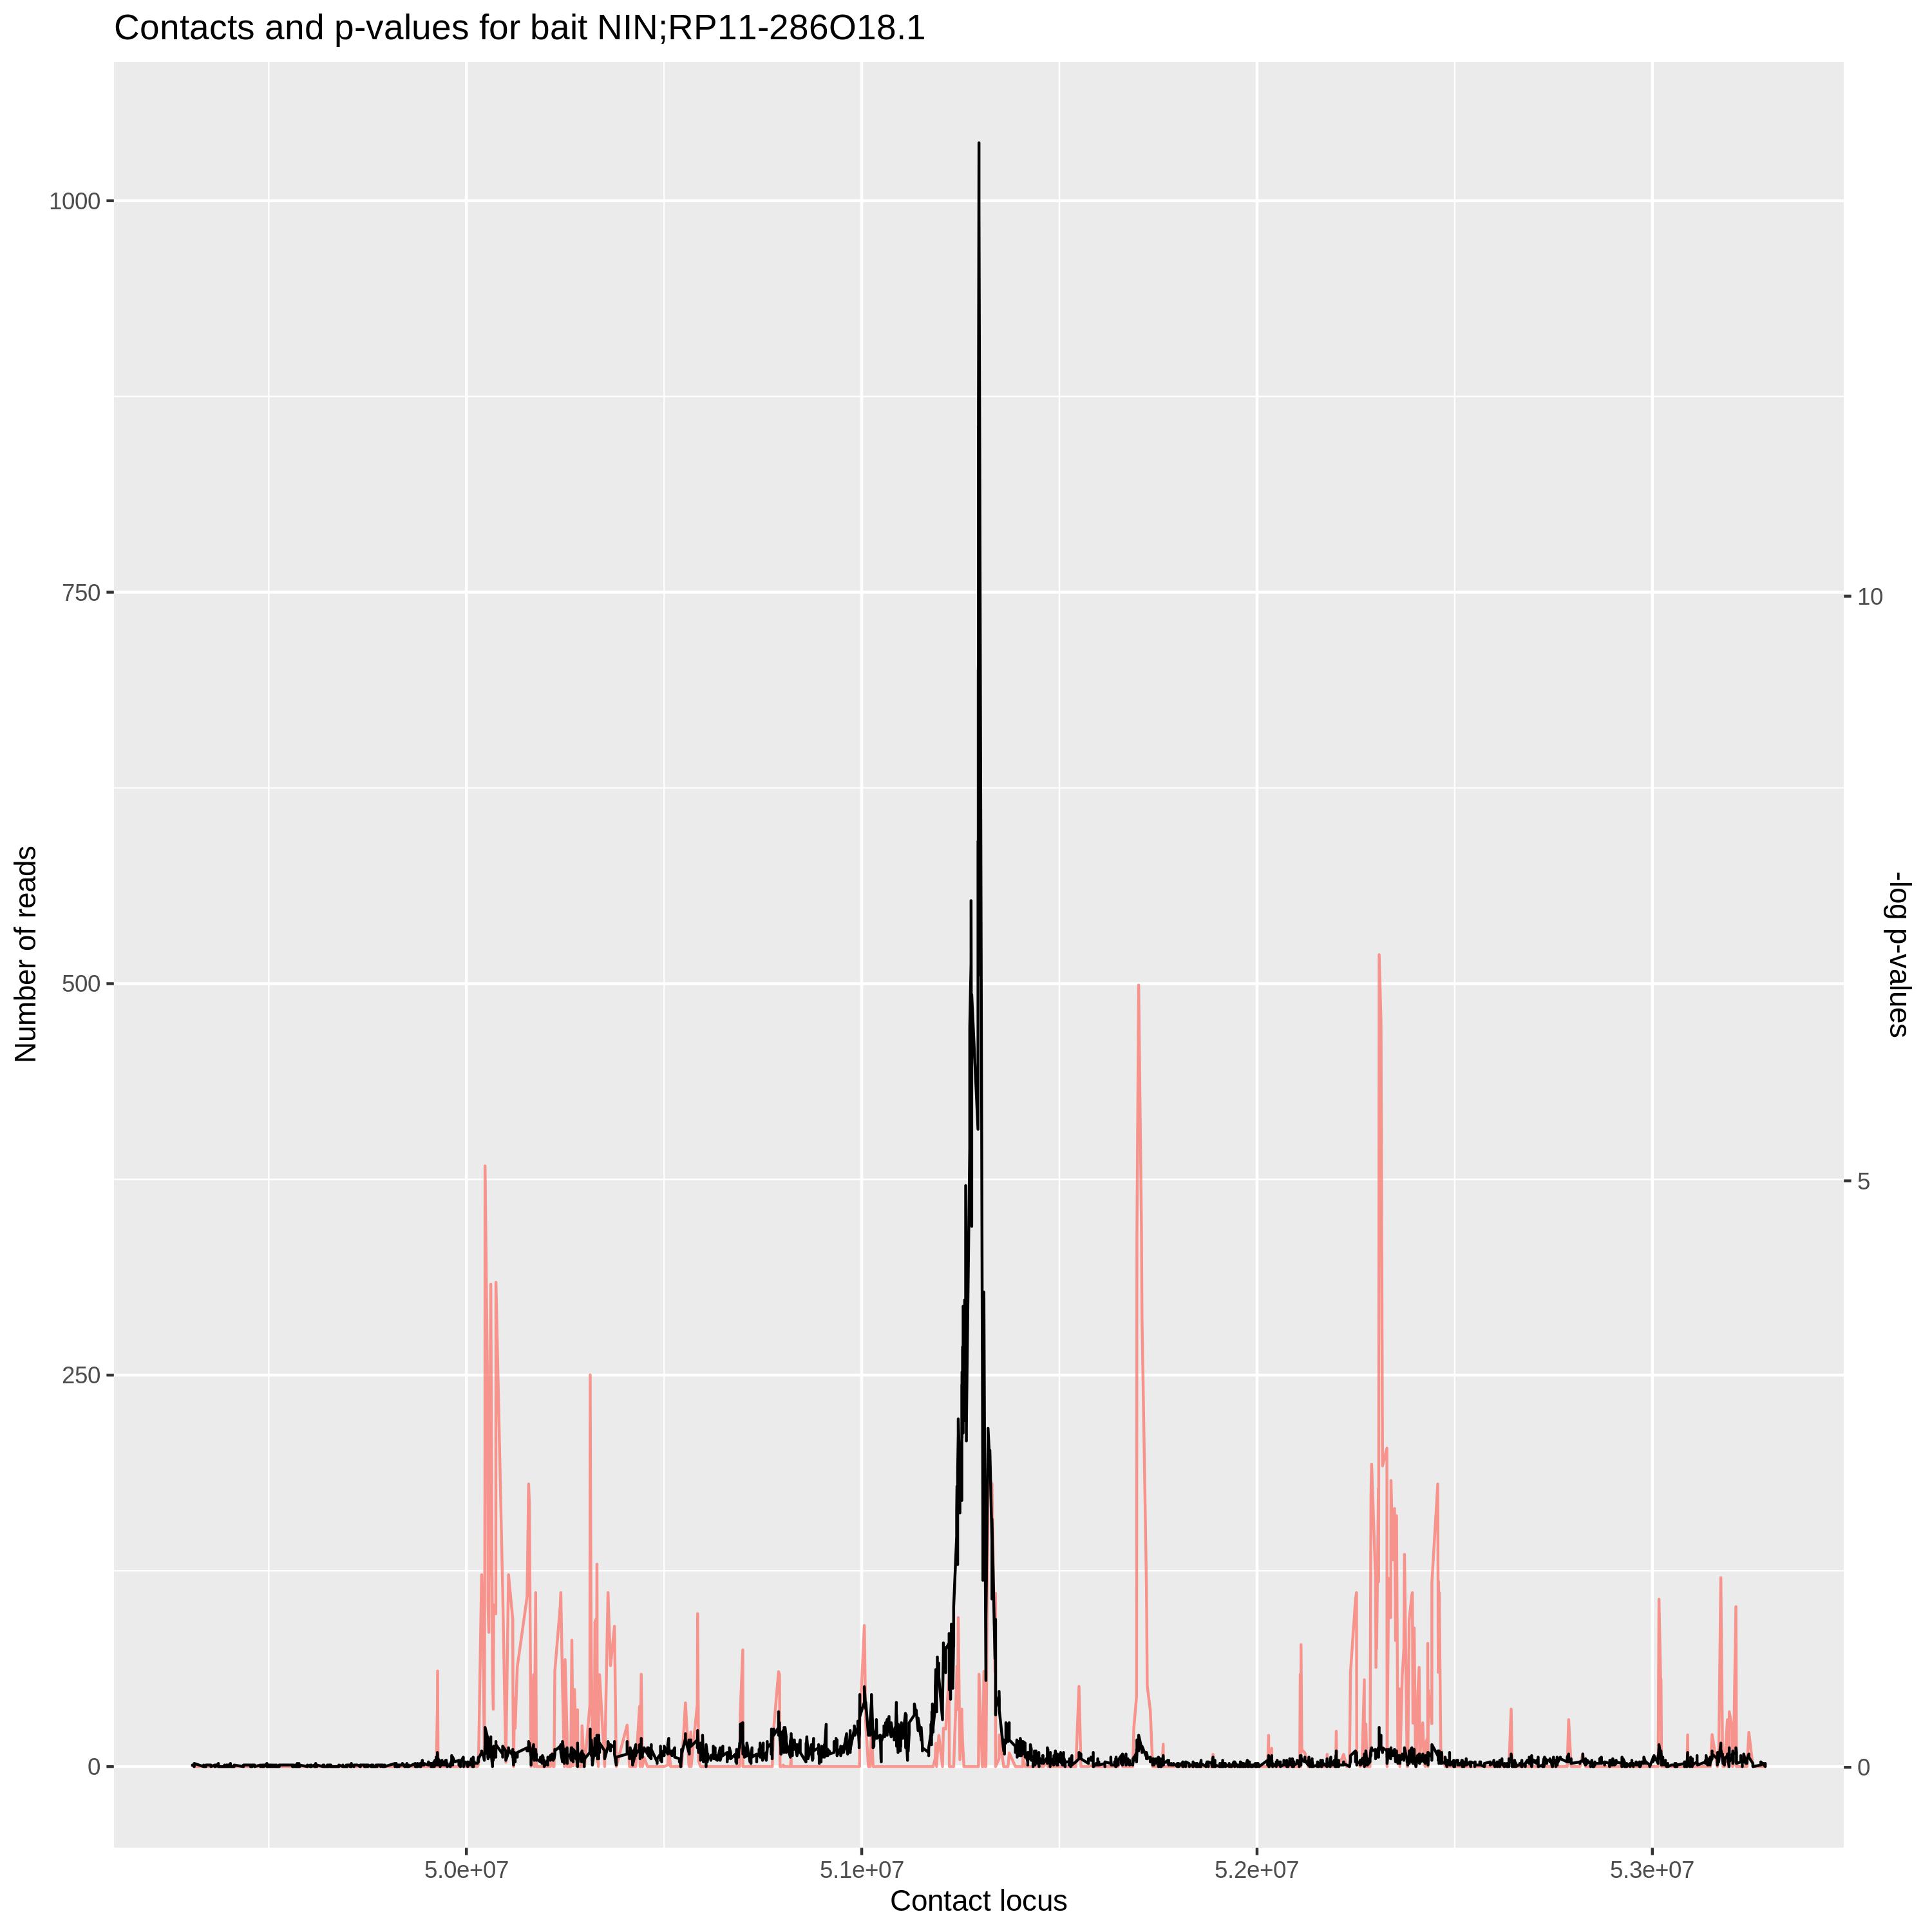 Contacts and p-values for bait NIN;RP11-286O18.1
1000
750
500
250
0
Number of reads
10
5
0
-log p-values
5.0e+07 5.1e+07 5.2e+07 5.3e+07
Contact locus